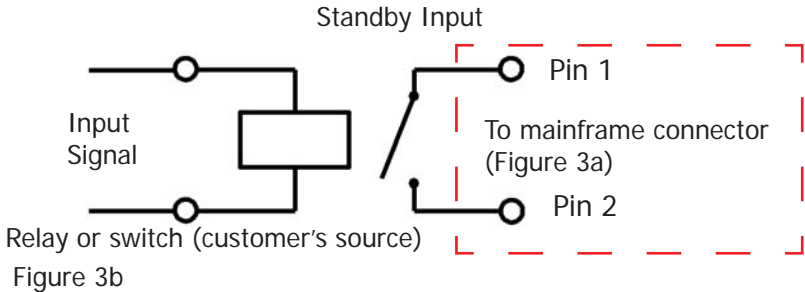 Standby Input
Pin 1
Input
Signal
To mainframe connector
(Figure 3a)
Pin 2
Relay or switch (customer's source)
Figure 3b